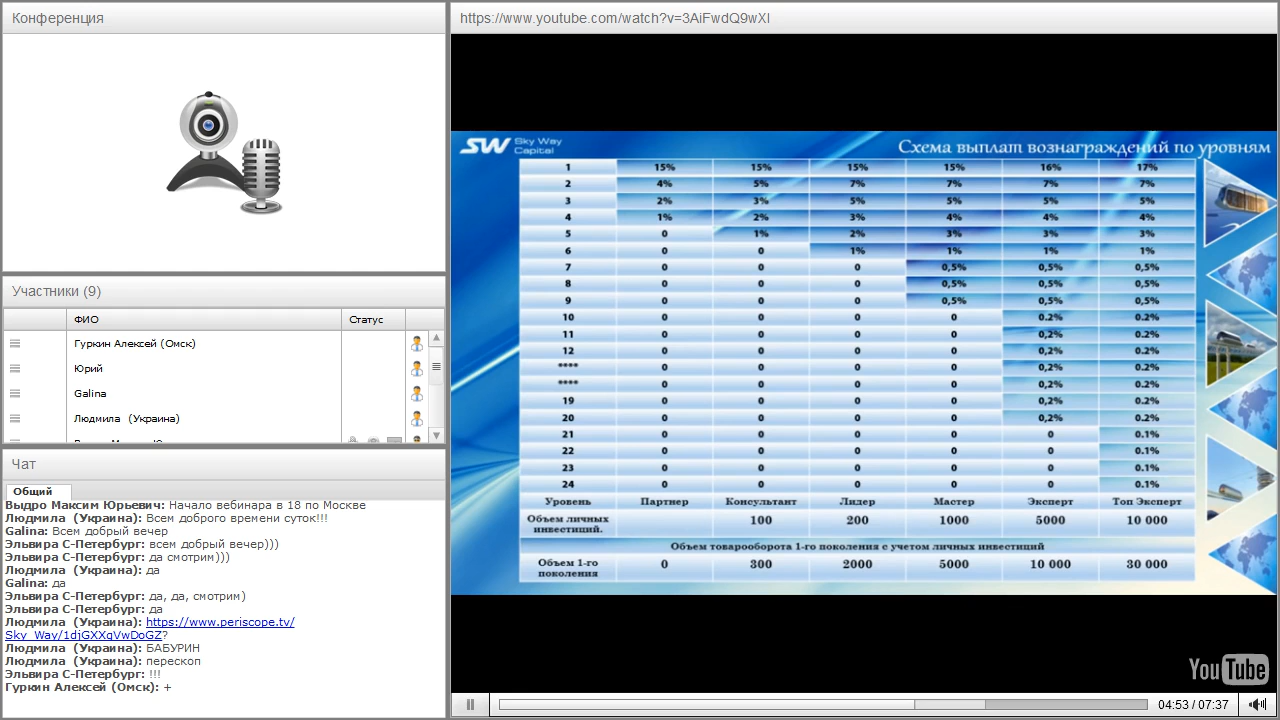 Конференция
https://www.youtube.com/watch?v=3AiFwdQ9wXI
Участники (9)
ФИО Статус
Гуркин Алексей (Омск)
Юрий
Galina
Людмила (Украина)
Чат
Общий
Выдро Максим Юрьевич: Начало вебинара в 18 по Москве
Людмила (Украина): Всем доброго времени суток!!!
Galina: Всем добрый вечер
Эльвира С-Петербург: всем добрый вечер)))
Эльвира С-Петербург: да смотрим)))
Людмила (Украина): да
Galina: да
Эльвира С-Петербург: да, да, смотрим)
Эльвира С-Петербург: да
Людмила (Украина): https://www.periscope.tv/
Sky_Way/1djGXXqVwDoGZ?
Людмила (Украина): БАБУРИН
Людмила (Украина): перескоп
Эльвира С-Петербург: !!!
Гуркин Алексей (Омск): +
SW Sky Way
Capital
Схема выплат вознаграждений по уровням
1 15% 15% 15% 15% 16% 17%
2 4% 5% 7% 7% 7% 7%
3 2% 3% 5% 5% 5% 5%
4 1% 2% 3% 4% 4% 4%
5 0 1% 2% 3% 3% 3%
6 0 0 1% 1% 1% 1%
7 0 0 0 0,5% 0,5% 0,5%
8 0 0 0 0,5% 0,5% 0,5%
9 0 0 0 0,5% 0,5% 0,5%
10 0 0 0 0 0.2% 0.2%
11 0 0 0 0 0,2% 0.2%
12 0 0 0 0 0,2% 0.2%
**** 0 0 0 0 0,2% 0.2%
**** 0 0 0 0 0,2% 0.2%
19 0 0 0 0 0,2% 0.2%
20 0 0 0 0 0,2% 0.2%
21 0 0 0 0 0 0.1%
22 0 0 0 0 0 0.1%
23 0 0 0 0 0 0.1%
24 0 0 0 0 0 0.1%
Уровень Партнер Консультант Лидер Мастер Эксперт Топ Эксперт
Объем личных
инвестиций. 100 200 1000 5000 10 000
Объем товарооборота 1-го поколения с учетом личных инвестиций
Объем 1-го
поколения 0 300 2000 5000 10 000 30 000
YouTube
04:53 / 07:37